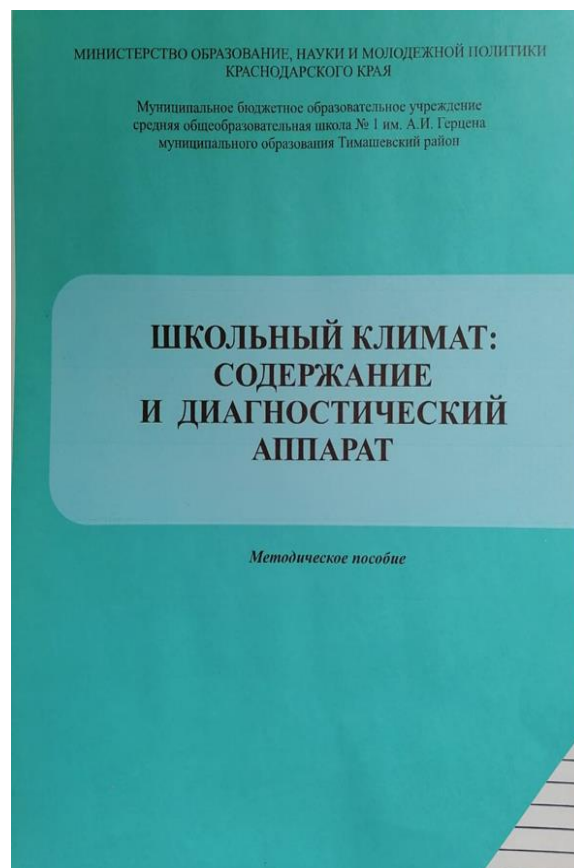 МИНИСТЕРСТВО ОБРАЗОВАНИЕ, НАУКИ И МОЛОДЕЖНОЙ ПОЛИТИКИ
КРАСНОДАРСКОГО КРАЯ
Муниципальное бюджетное образовательное учреждение
средняя общеобразовательная школа № 1 им. А.И. Герцена
муниципального образования Тимашевский район
ШКОЛЬНЫЙ КЛИМАТ:
СОДЕРЖАНИЕ
И ДИАГНОСТИЧЕСКИЙ
АППАРАТ
Методическое пособие